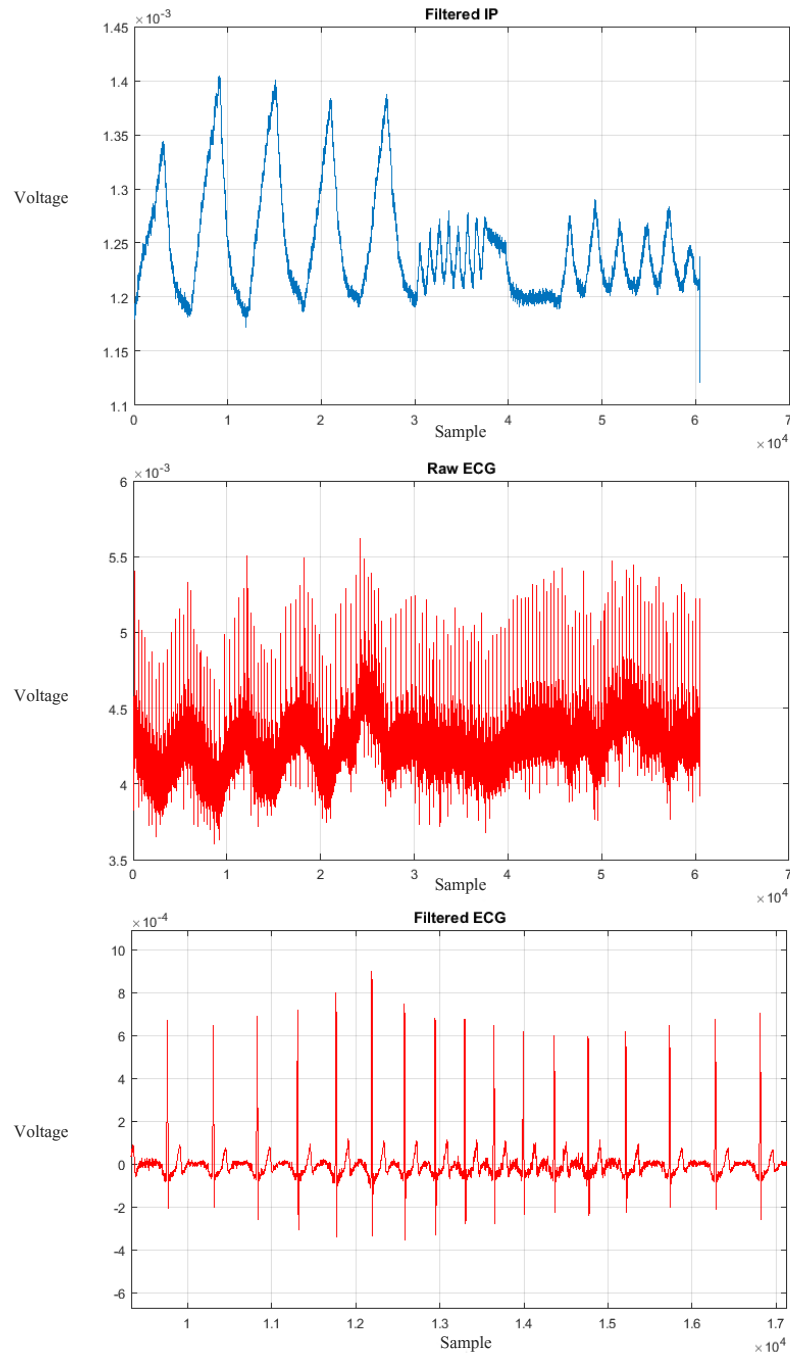 Filtered IP
×10-3
1.45
1.4
1.35
1.3
1.25
1.2
1.15
1.1
Voltage
0 1 2 3 4 5 6 7
Sample
×104
Raw ECG
×10-3
6
5.5
5
4.5
4
3.5
Voltage
0 1 2 3 4 5 6 7
Sample
×104
Filtered ECG
×10-4
10
8
6
4
2
0
-2
-4
-6
Voltage
1 1.1 1.2 1.3 1.4 1.5 1.6 1.7
Sample
×104